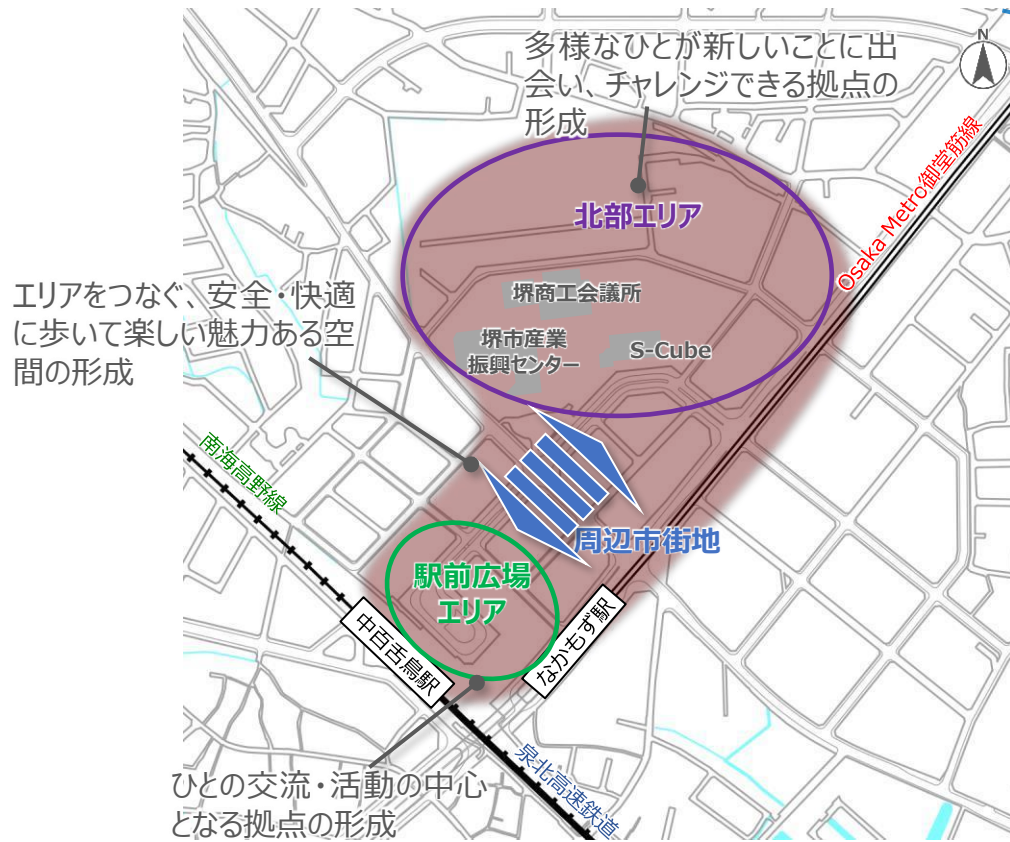 多様なひとが新しいことに出
会い、チャレンジできる拠点の
形成
N
Osaka Metro御堂筋線
北部エリア
堺商工会議所
堺市産業
振興センター
S-Cube
エリアをつなぐ、安全・快適
に歩いて楽しい魅力ある空
間の形成
南海高野線
周辺市街地
駅前広場
エリア
中百舌鳥駅
なかもず駅
泉北高速鉄道
ひとの交流・活動の中心
となる拠点の形成